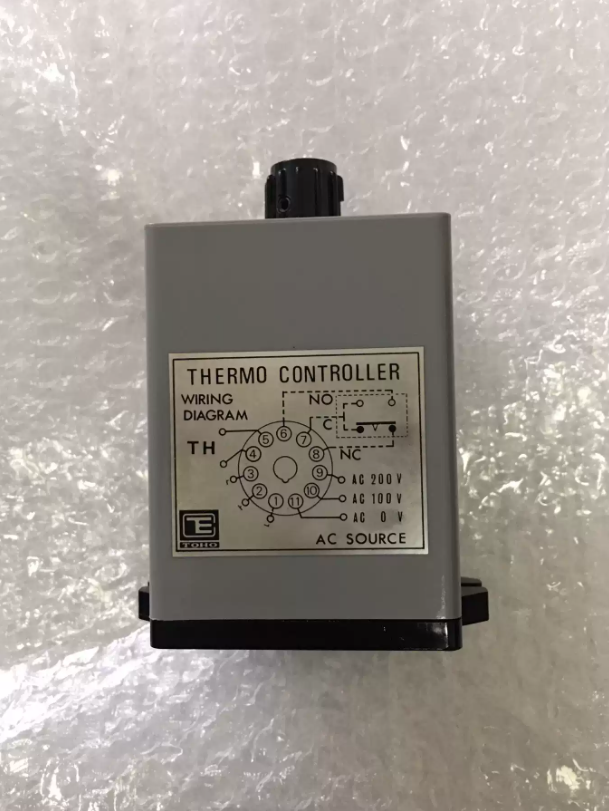 THERMO CONTROLLER
WIRING
DIAGRAM
NO
C
TH
NC
5 6 7
4 8
3 9
2 10
1 11
AC 200 V
AC 100 V
AC 0 V
AC SOURCE
TOHO